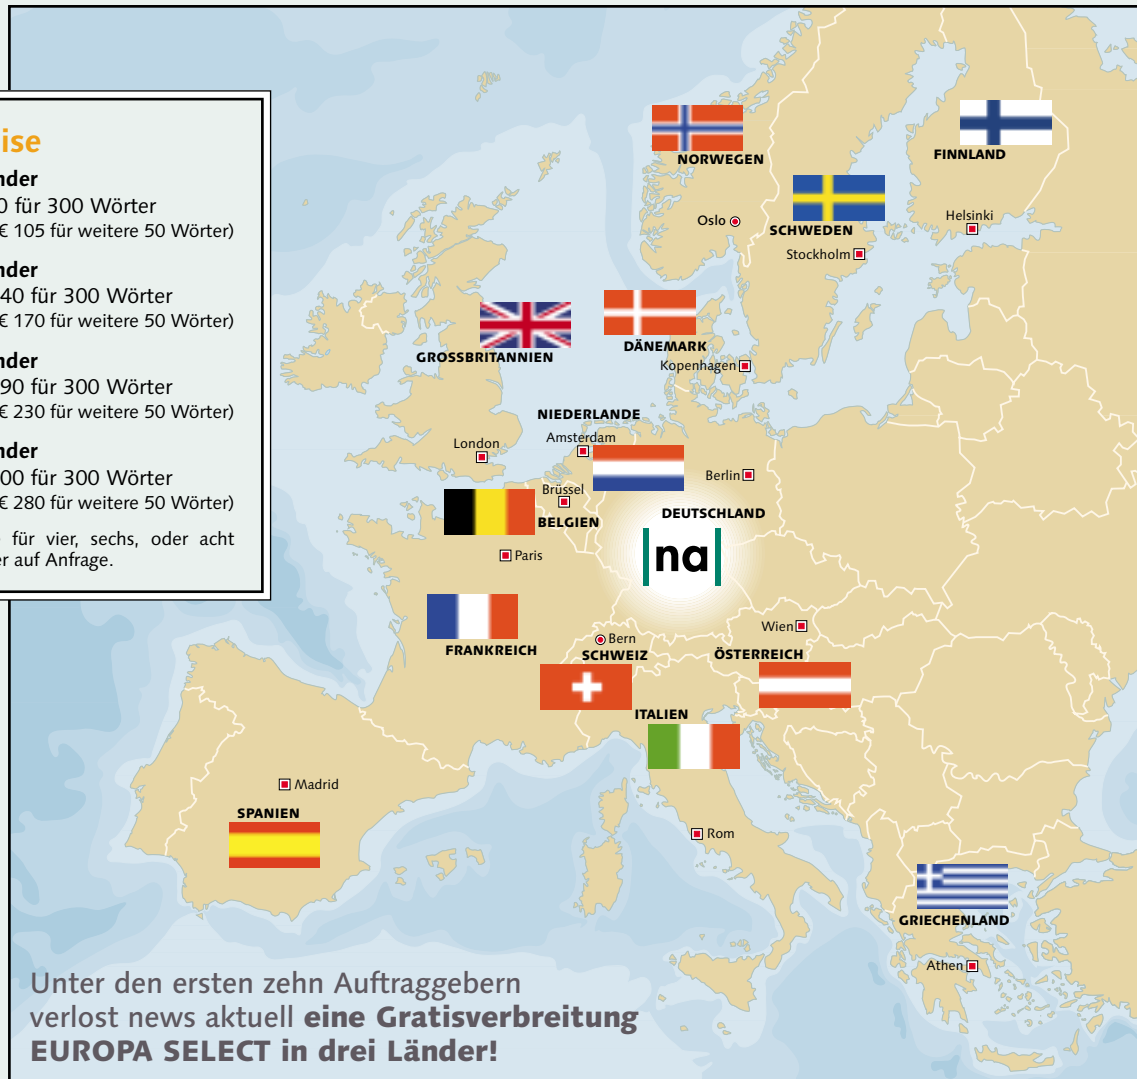 ise
nder
0 für 300 Wörter
€ 105 für weitere 50 Wörter)
nder
40 für 300 Wörter
€ 170 für weitere 50 Wörter)
nder
90 für 300 Wörter
€ 230 für weitere 50 Wörter)
nder
00 für 300 Wörter
€ 280 für weitere 50 Wörter)
für vier, sechs, oder acht
er auf Anfrage.
NORWEGEN
FINNLAND
Oslo
SCHWEDEN
Helsinki
Stockholm
GROSSBRITANNIEN
DÄNEMARK
Kopenhagen
NIEDERLANDE
London
Amsterdam
Berlin
Brüssel
BELGIEN
DEUTSCHLAND
|na|
Paris
Wien
Bern
FRANKREICH
SCHWEIZ
ÖSTERREICH
ITALIEN
Madrid
SPANIEN
Rom
GRIECHENLAND
Athen
Unter den ersten zehn Auftraggebern
verlost news aktuell eine Gratisverbreitung
EUROPA SELECT in drei Länder!